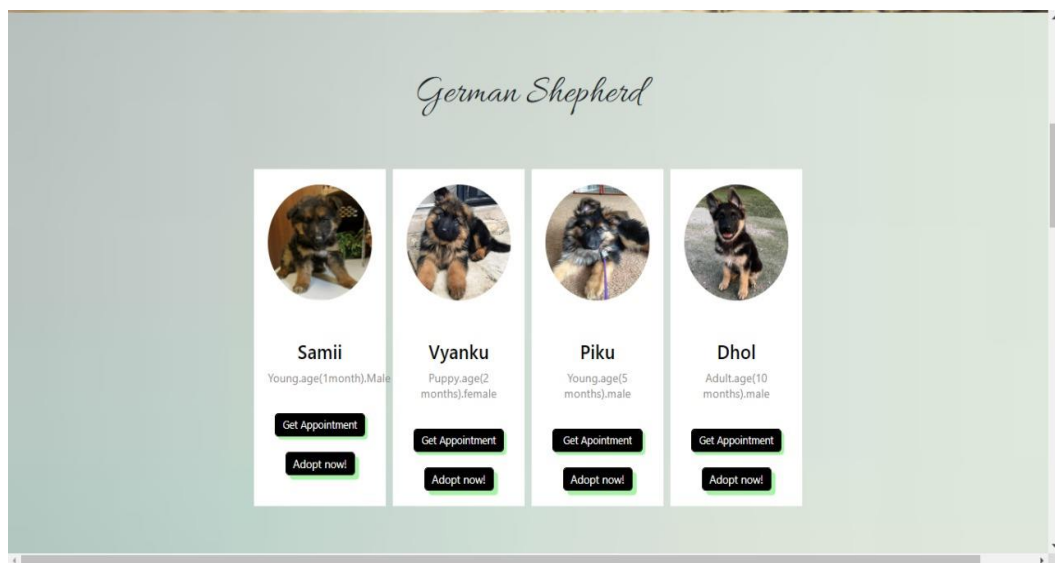 German Shepherd
Samii
Young.age(1month).Male
Get Appointment
Adopt now!
Vyanku
Puppy.age(2
months).female
Get Appointment
Adopt now!
Piku
Young.age(5
months).male
Get Appointment
Adopt now!
Dhol
Adult.age(10
months).male
Get Appointment
Adopt now!